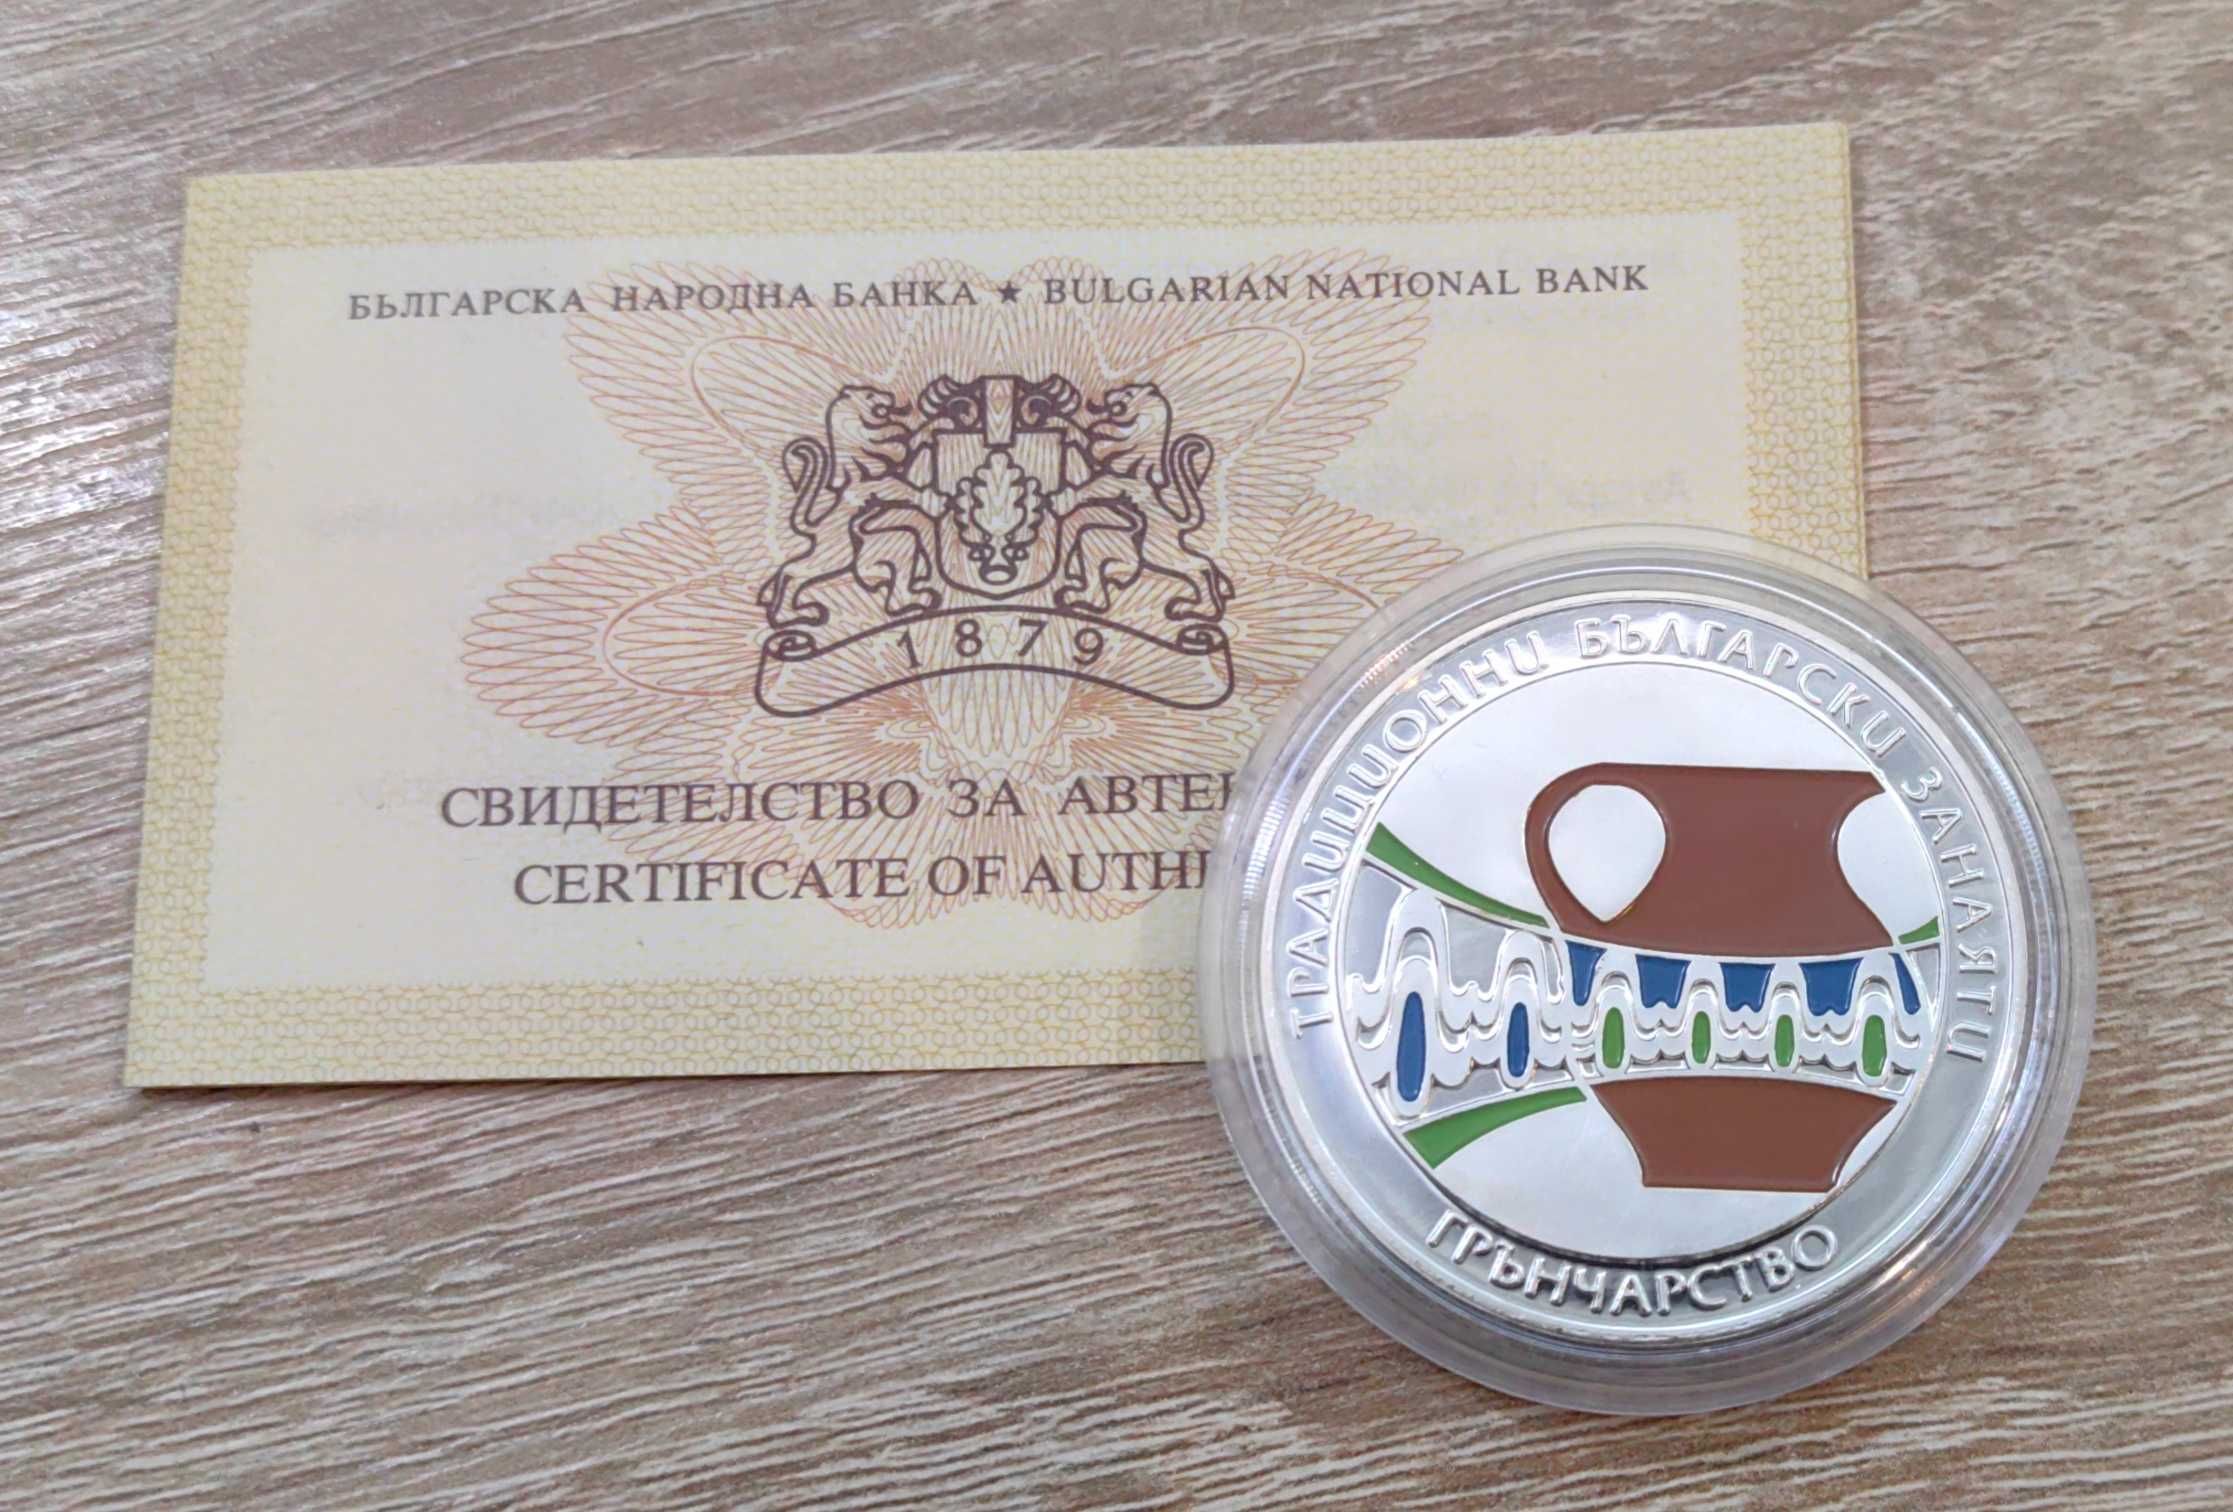 БЪЛГАРСКА НАРОДНА БАНКА ★ BULGARIAN NATIONAL BANK
1879
СВИДЕТЕЛСТВО ЗА АВТЕ
CERTIFICATE OF AUTH
ТРАДИЦИОННИ БЪЛГАРСКИ ЗАНАЯТИ
ГРЪНЧАРСТВО